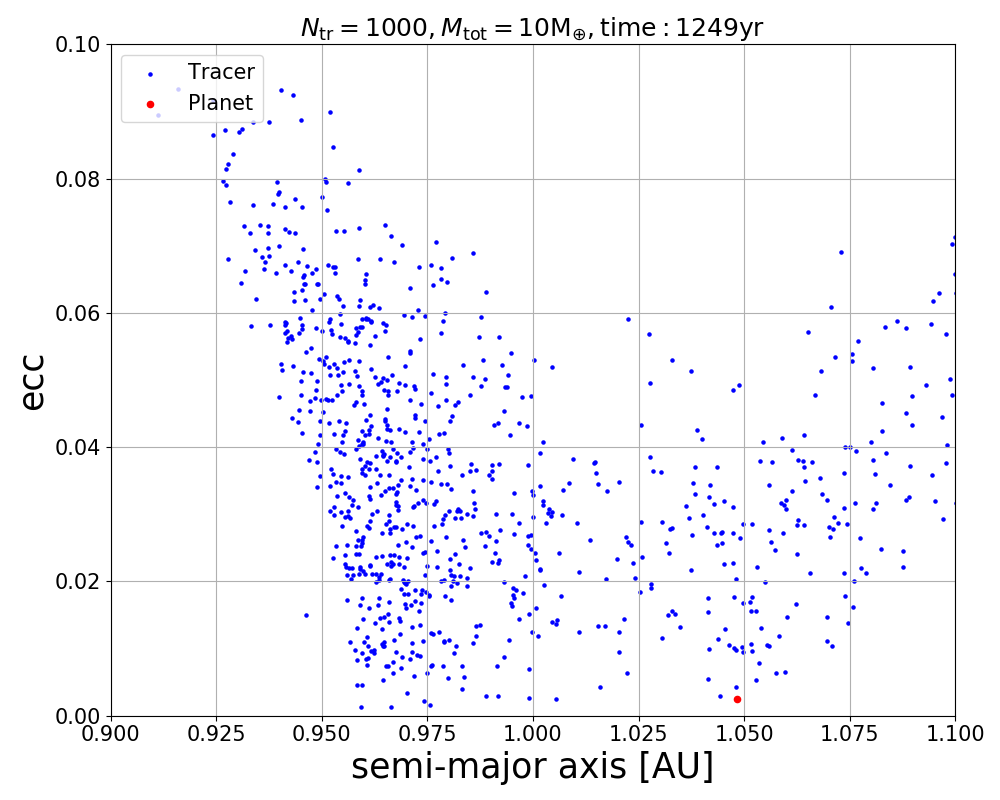 N_tr = 1000, M_tot = 10M_⊕, time : 1249yr
0.10
0.08
0.06
0.04
0.02
0.00
ecc
Tracer
Planet
0.900 0.925 0.950 0.975 1.000 1.025 1.050 1.075 1.100
semi-major axis [AU]